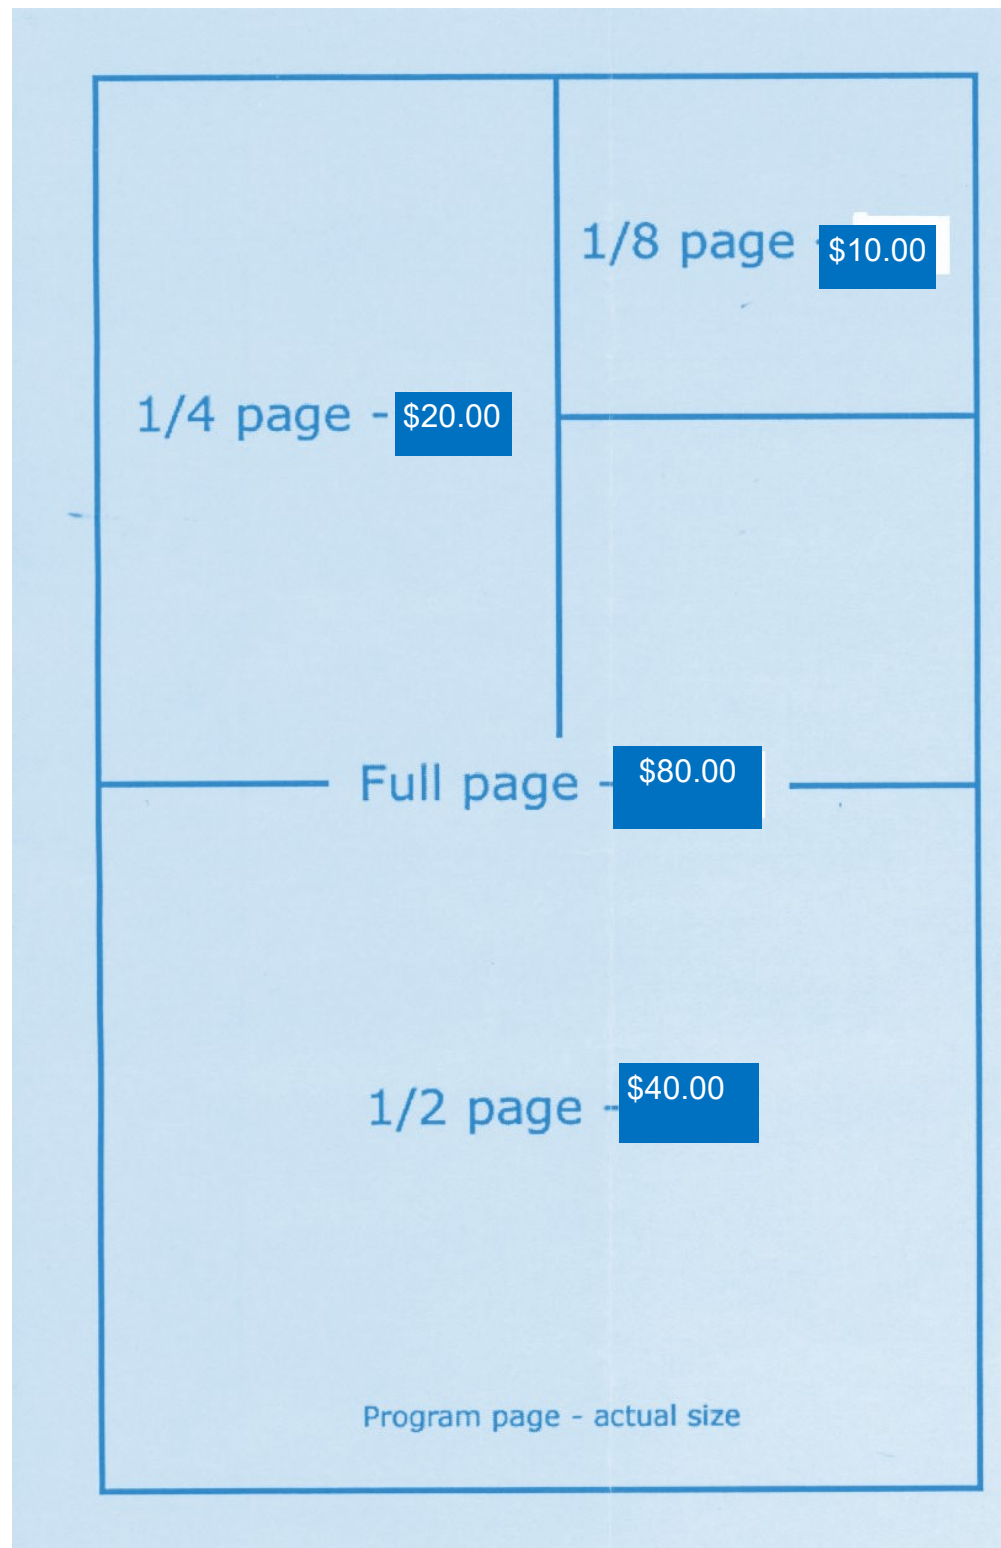 1/8 page - $10.00
1/4 page - $20.00
Full page - $80.00
1/2 page - $40.00
Program page - actual size